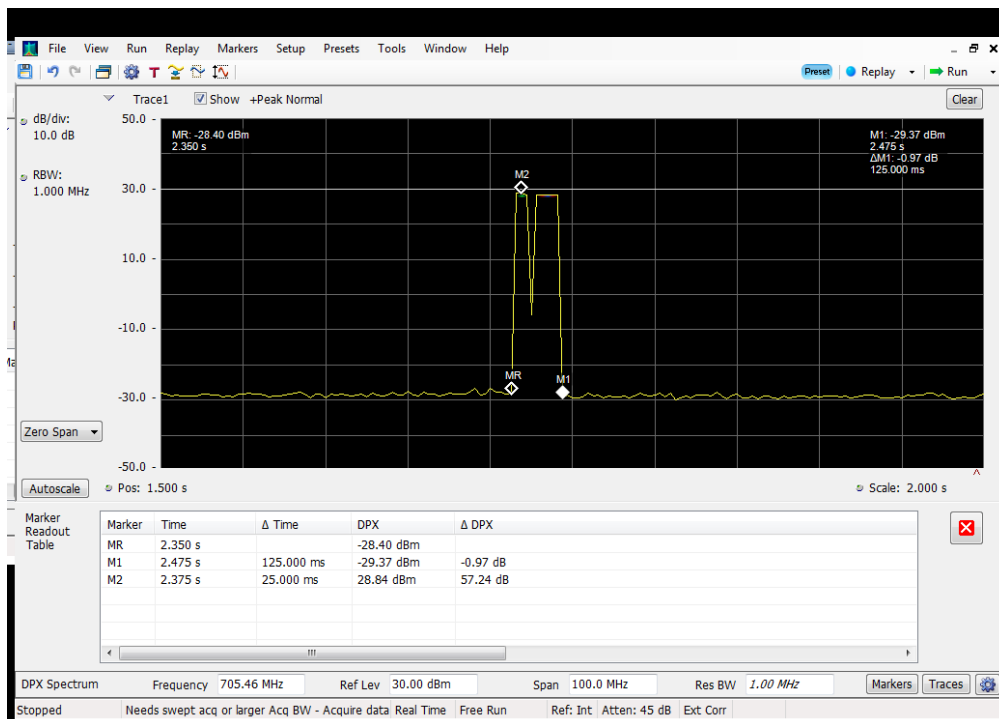 File View Run Replay Markers Setup Presets Tools Window Help
Preset Replay Run
Trace1 Show +Peak Normal Clear
dB/div:
10.0 dB
RBW:
1.000 MHz
50.0
30.0
10.0
-10.0
-30.0
-50.0
MR: -28.40 dBm
2.350 s
M1: -29.37 dBm
2.475 s
ΔM1: -0.97 dB
125.000 ms
M2
MR
M1
Zero Span
Autoscale Pos: 1.500 s Scale: 2.000 s
Marker
Readout
Table
Marker Time Δ Time DPX Δ DPX
MR 2.350 s -28.40 dBm
M1 2.475 s 125.000 ms -29.37 dBm -0.97 dB
M2 2.375 s 25.000 ms 28.84 dBm 57.24 dB
DPX Spectrum Frequency 705.46 MHz Ref Lev 30.00 dBm Span 100.0 MHz Res BW 1.00 MHz Markers Traces
Stopped Needs swept acq or larger Acq BW - Acquire data Real Time Free Run Ref: Int Atten: 45 dB Ext Corr